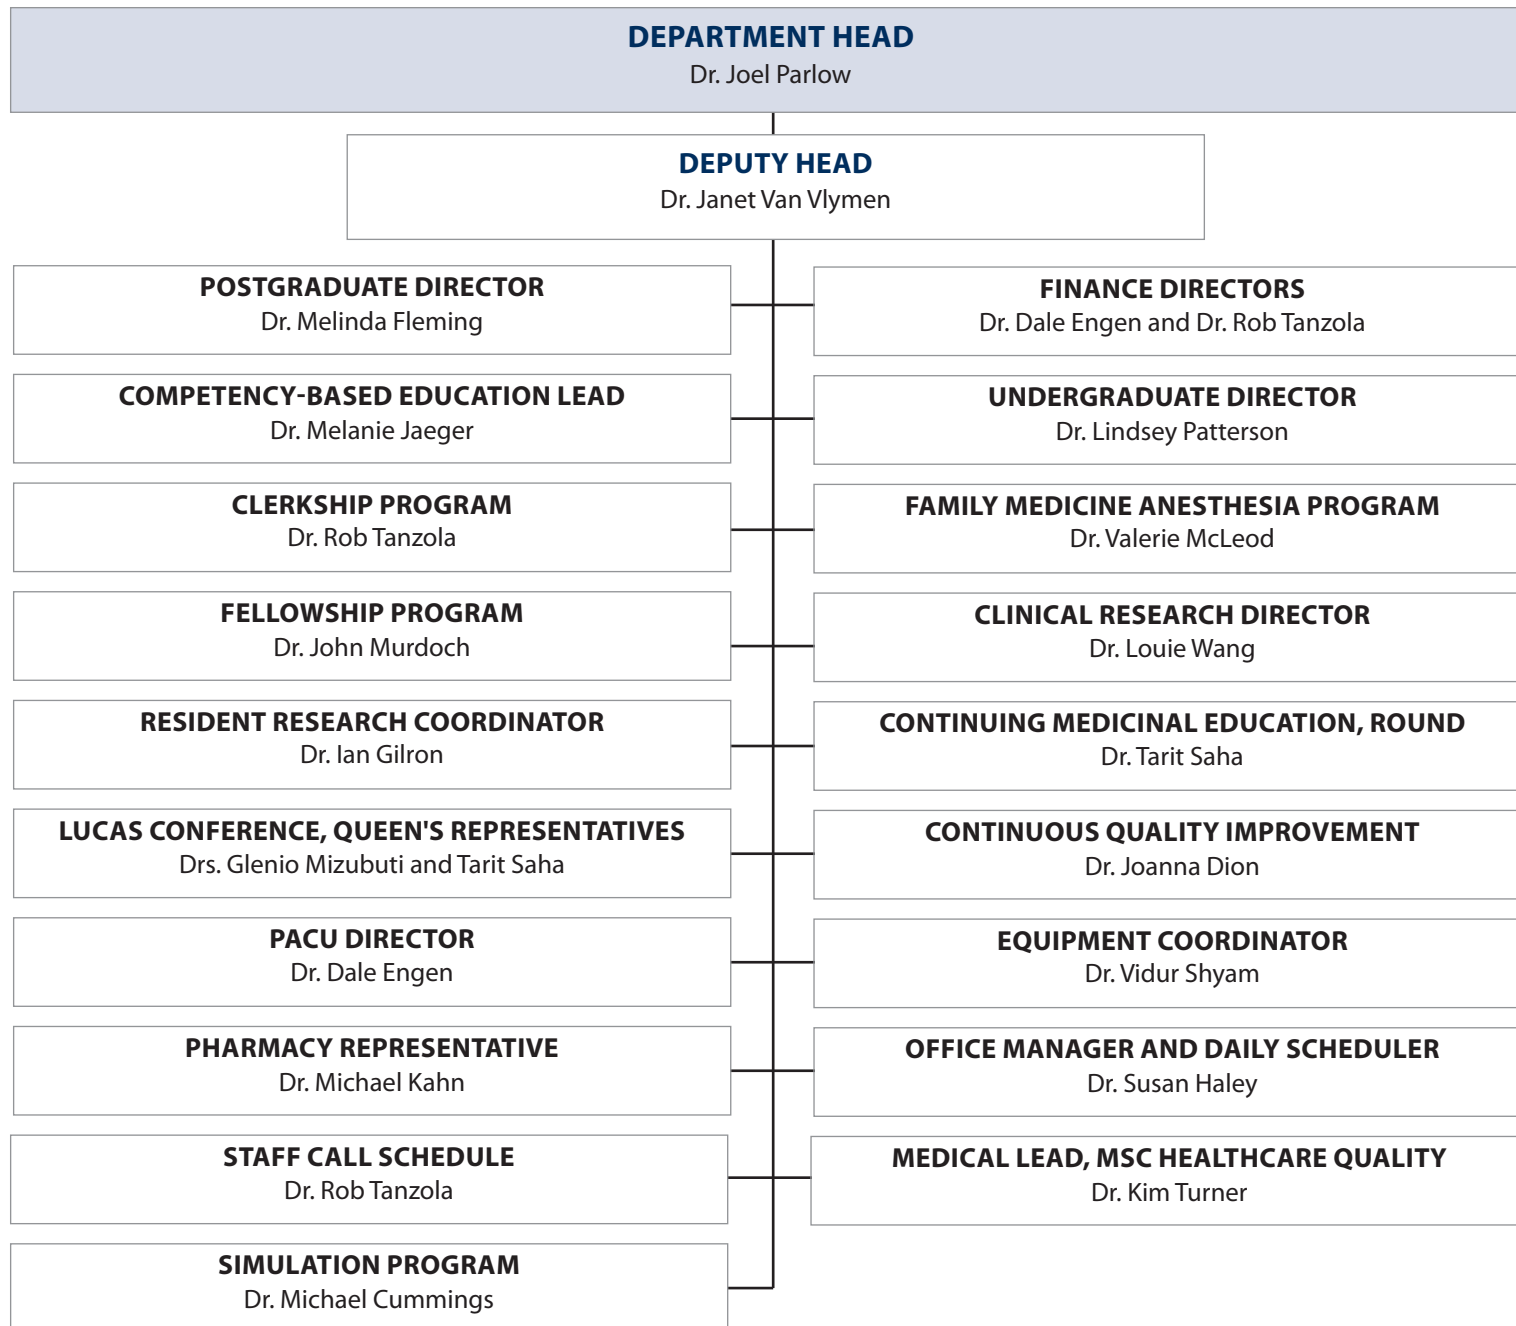 DEPARTMENT HEAD
Dr. Joel Parlow
DEPUTY HEAD
Dr. Janet Van Vlymen
POSTGRADUATE DIRECTOR
Dr. Melinda Fleming
FINANCE DIRECTORS
Dr. Dale Engen and Dr. Rob Tanzola
COMPETENCY-BASED EDUCATION LEAD
Dr. Melanie Jaeger
UNDERGRADUATE DIRECTOR
Dr. Lindsey Patterson
CLERKSHIP PROGRAM
Dr. Rob Tanzola
FAMILY MEDICINE ANESTHESIA PROGRAM
Dr. Valerie McLeod
FELLOWSHIP PROGRAM
Dr. John Murdoch
CLINICAL RESEARCH DIRECTOR
Dr. Louie Wang
RESIDENT RESEARCH COORDINATOR
Dr. Ian Gilron
CONTINUING MEDICINAL EDUCATION, ROUND
Dr. Tarit Saha
LUCAS CONFERENCE, QUEEN'S REPRESENTATIVES
Drs. Glenio Mizubuti and Tarit Saha
CONTINUOUS QUALITY IMPROVEMENT
Dr. Joanna Dion
PACU DIRECTOR
Dr. Dale Engen
EQUIPMENT COORDINATOR
Dr. Vidur Shyam
PHARMACY REPRESENTATIVE
Dr. Michael Kahn
OFFICE MANAGER AND DAILY SCHEDULER
Dr. Susan Haley
STAFF CALL SCHEDULE
Dr. Rob Tanzola
MEDICAL LEAD, MSC HEALTHCARE QUALITY
Dr. Kim Turner
SIMULATION PROGRAM
Dr. Michael Cummings